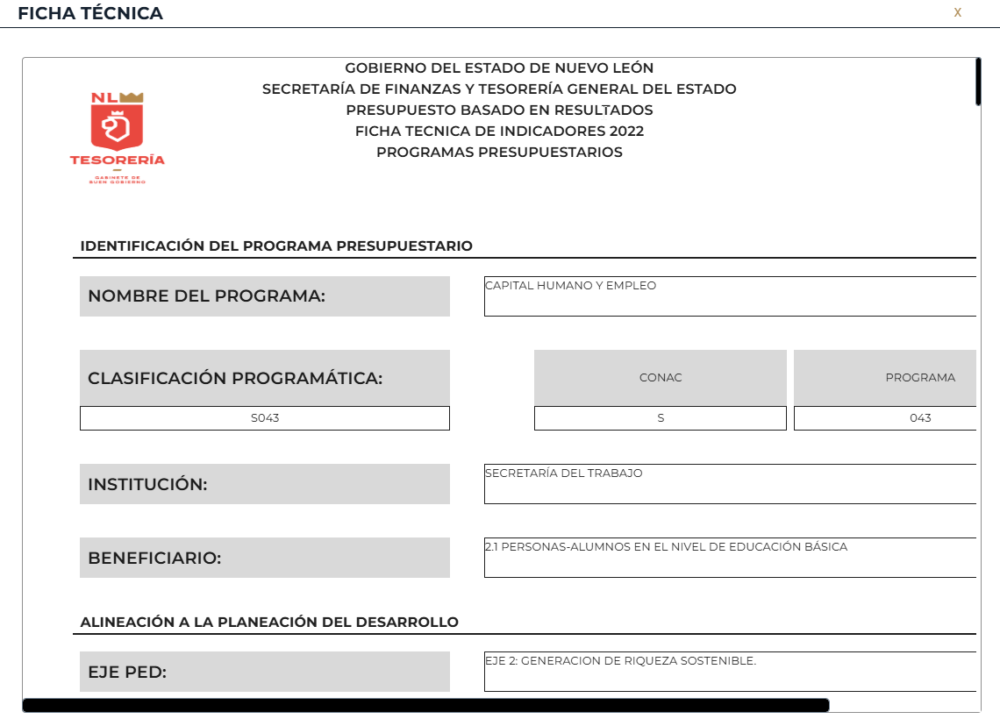 FICHA TÉCNICA
X
GOBIERNO DEL ESTADO DE NUEVO LEÓN
SECRETARÍA DE FINANZAS Y TESORERÍA GENERAL DEL ESTADO
PRESUPUESTO BASADO EN RESULTADOS
FICHA TECNICA DE INDICADORES 2022
PROGRAMAS PRESUPUESTARIOS
NL
TESORERÍA
GABINETE DE
BUEN GOBIERNO
IDENTIFICACIÓN DEL PROGRAMA PRESUPUESTARIO
NOMBRE DEL PROGRAMA: CAPITAL HUMANO Y EMPLEO
CLASIFICACIÓN PROGRAMÁTICA: CONAC PROGRAMA
S043 S 043
INSTITUCIÓN: SECRETARÍA DEL TRABAJO
BENEFICIARIO: 2.1 PERSONAS-ALUMNOS EN EL NIVEL DE EDUCACIÓN BÁSICA
ALINEACIÓN A LA PLANEACIÓN DEL DESARROLLO
EJE PED: EJE 2: GENERACION DE RIQUEZA SOSTENIBLE.